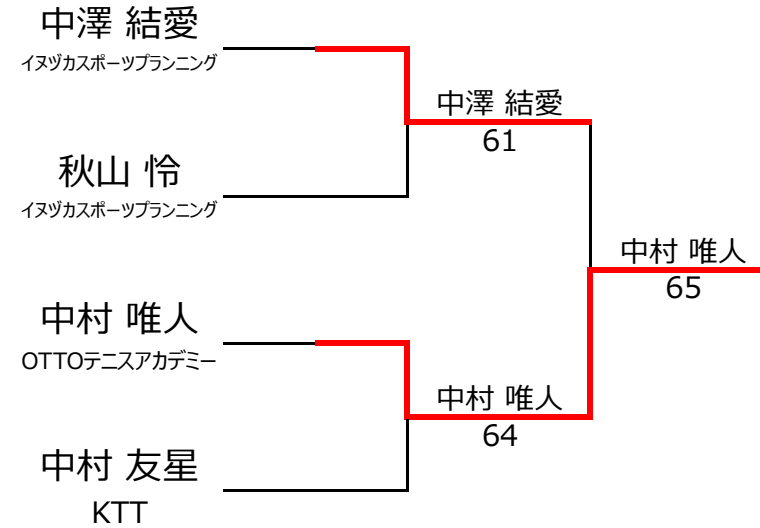 中澤 結愛
イヌヅカスポーツプランニング
中澤 結愛
61
秋山 怜
イヌヅカスポーツプランニング
中村 唯人
65
中村 唯人
OTTOテニスアカデミー
中村 唯人
64
中村 友星
KTT